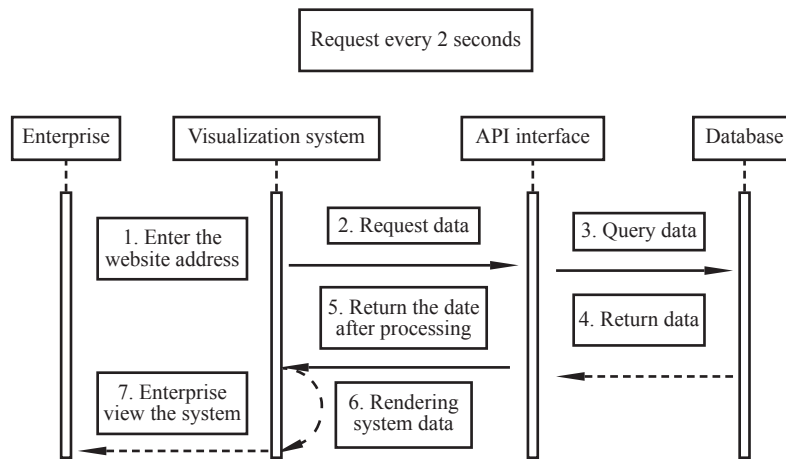 Request every 2 seconds
Enterprise
Visualization system
API interface
Database
1. Enter the
website address
2. Request data
3. Query data
5. Return the date
after processing
4. Return data
7. Enterprise
view the system
6. Rendering
system data